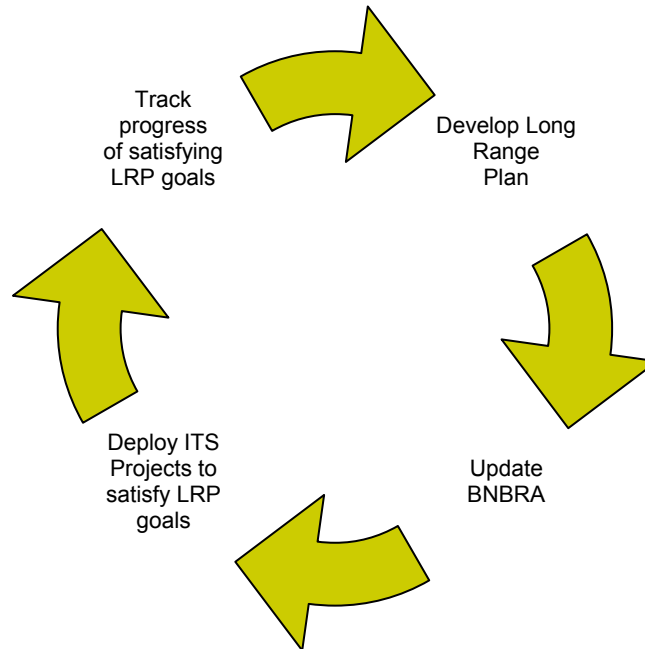 Track
progress
of satisfying
LRP goals
Develop Long
Range
Plan
Deploy ITS
Projects to
satisfy LRP
goals
Update
BNBRA